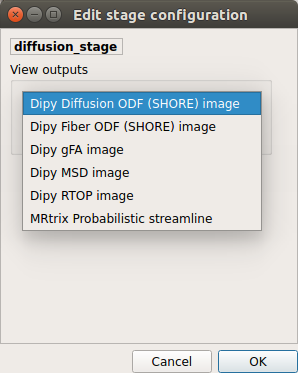 Edit stage configuration
diffusion_stage
View outputs
Dipy Diffusion ODF (SHORE) image
Dipy Fiber ODF (SHORE) image
Dipy gFA image
Dipy MSD image
Dipy RTOP image
MRtrix Probabilistic streamline
Cancel
OK